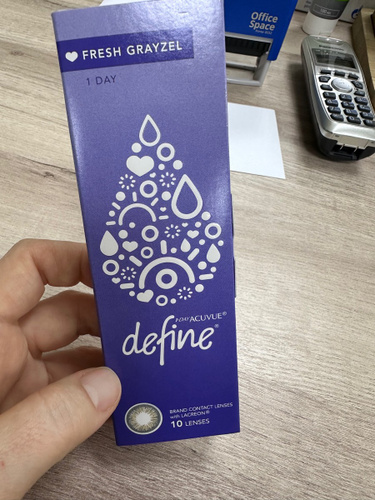 FRESH GRAYZEL
1 DAY
1·DAY ACUVUE®
define®
BRAND CONTACT LENSES
with LACREON®
10 LENSES
Office
Space